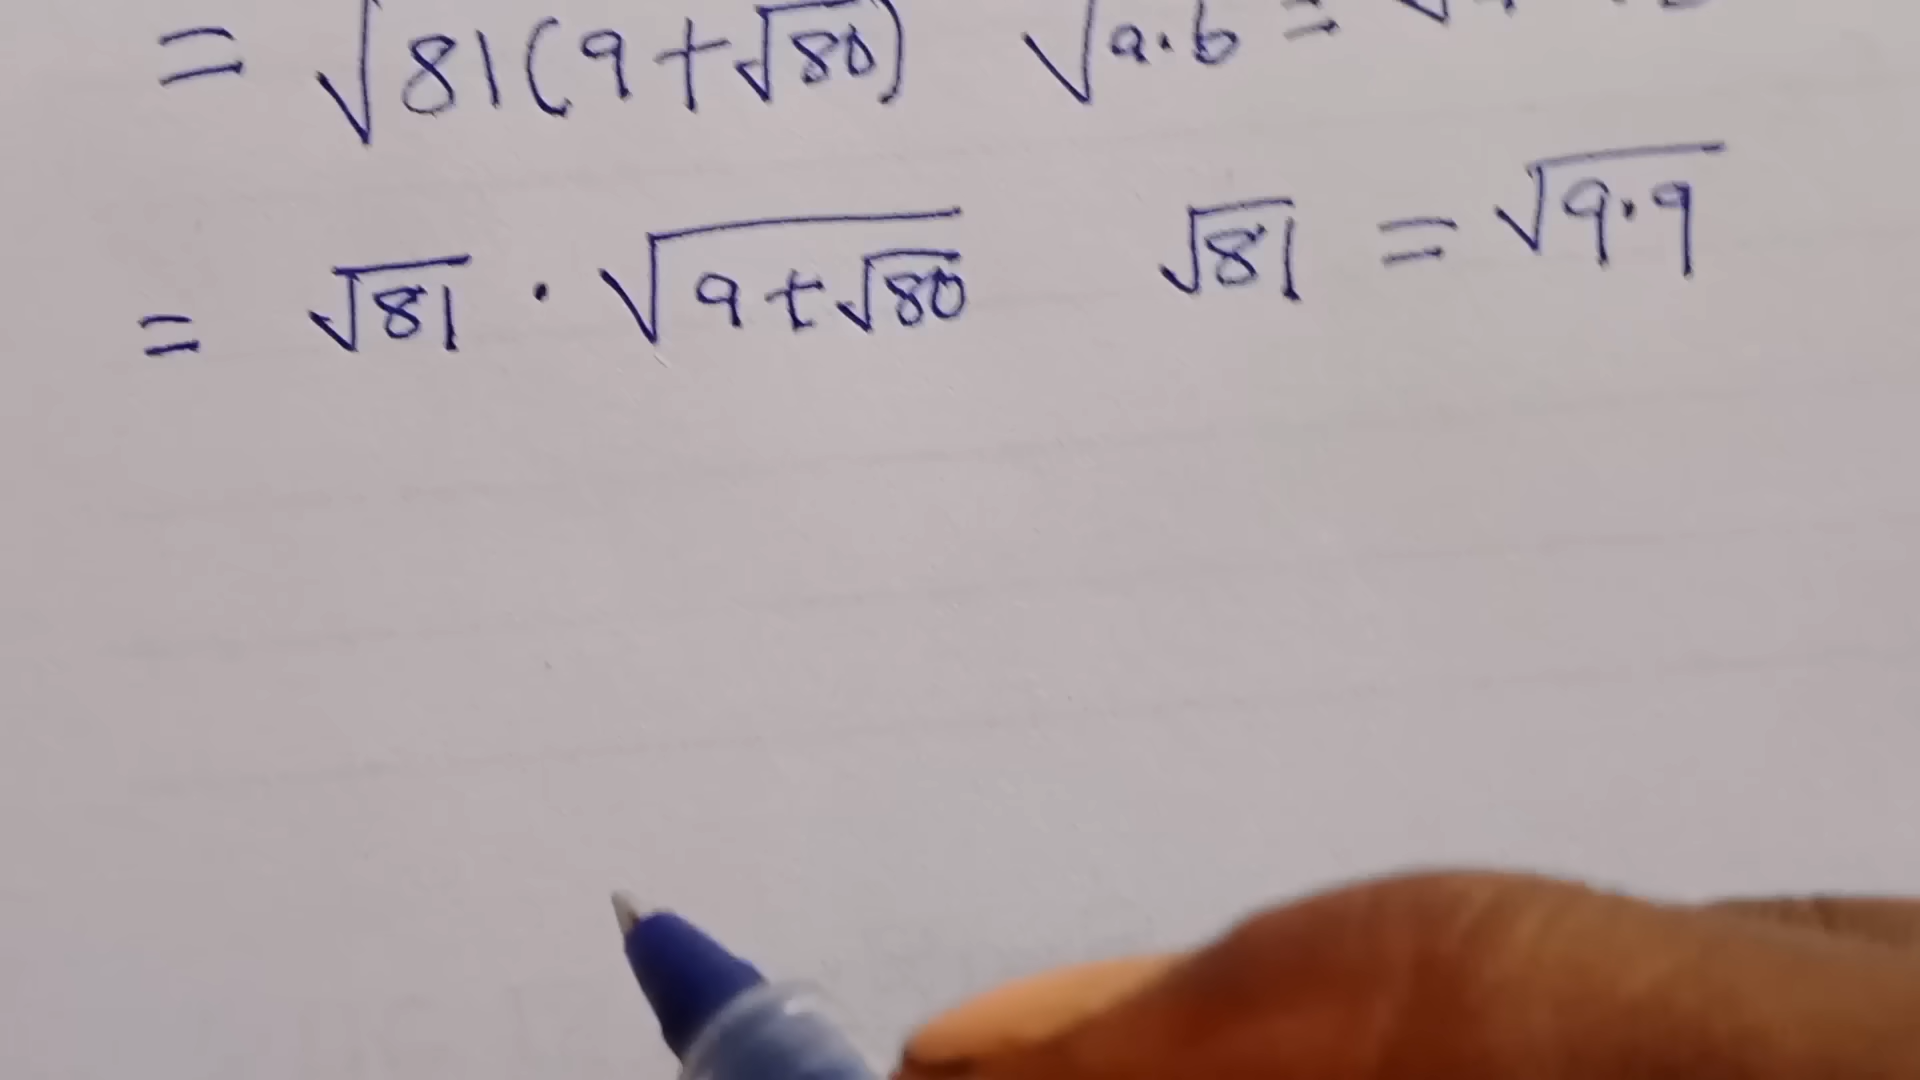 = √81(9+√80) √a.b =
= √81 · √9+√80 √81 = √9.9